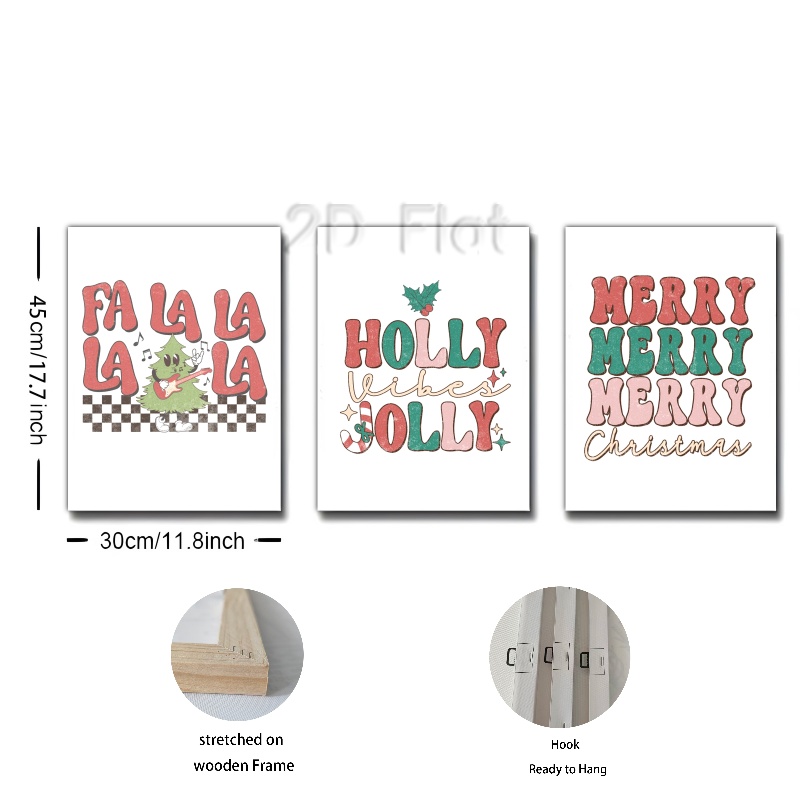 2D Flat
FA LA LA
LA LA
HOLLY
Vibes
JOLLY
MERRY
MERRY
MERRY
Christmas
45cm/17.7inch
30cm/11.8inch
stretched on
wooden Frame
Hook
Ready to Hang